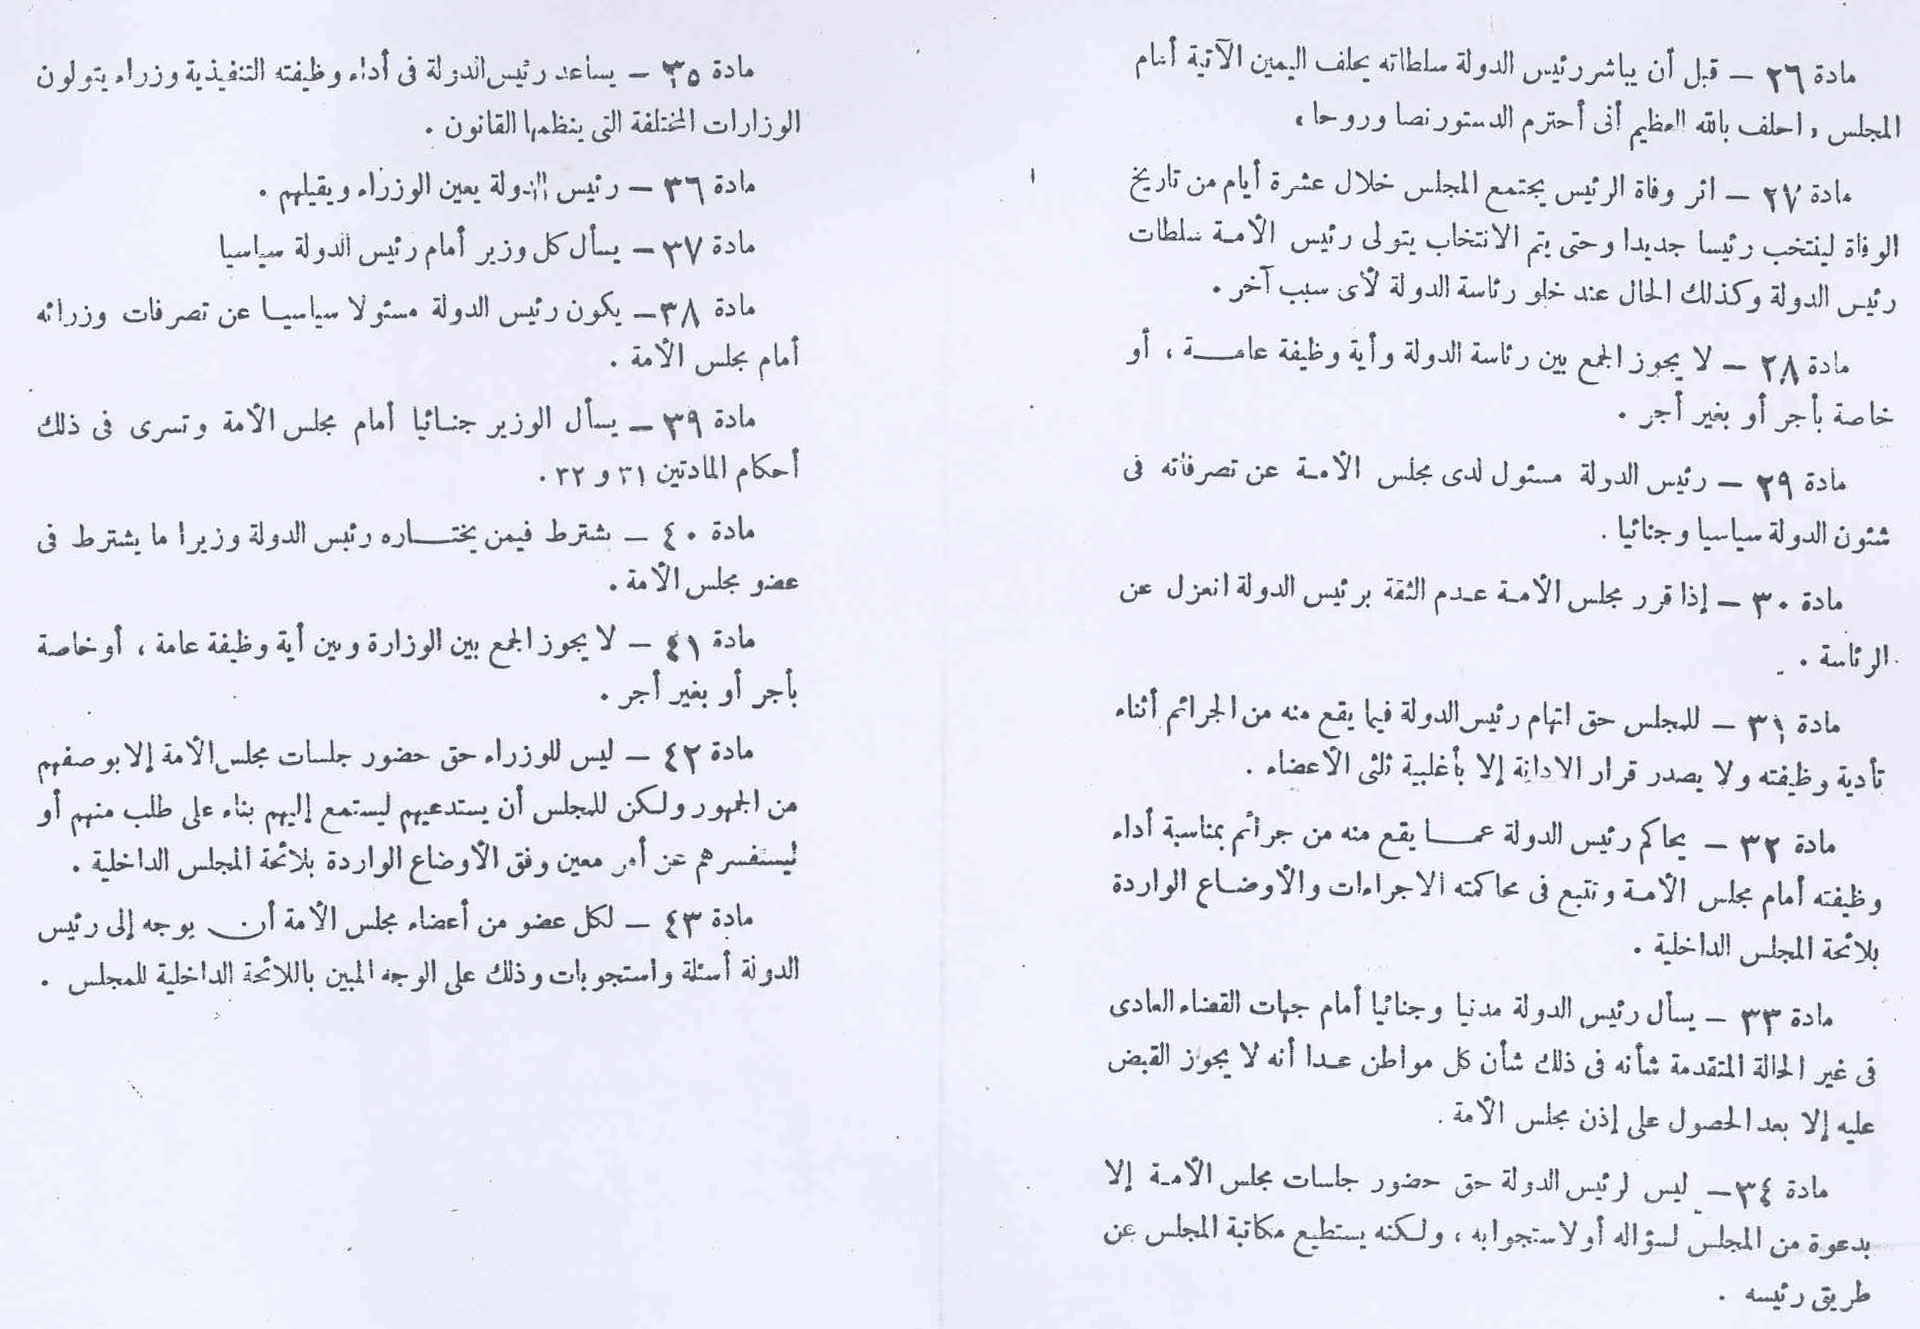 مادة ٢٦ – قبل أن يباشر رئيس الدولة سلطاته يحلف اليمين الآتية أمام
المجلس « احلف بالله العظيم أنى أحترم الدستور نصا وروحا »
مادة ٢٧ – اثر وفاة الرئيس يجتمع المجلس خلال عشرة أيام من تاريخ
الوفاة لينتخب رئيسا جديدا وحتى يتم الانتخاب يتولى رئيس الأمة سلطات
رئيس الدولة وكذلك الحال عند خلو رئاسة الدولة لأى سبب آخر .
مادة ٢٨ – لا يجوز الجمع بين رئاسة الدولة وأية وظيفة عامة ، أو
خاصة بأجر أو بغير أجر .
مادة ٢٩ – رئيس الدولة مسئول لدى مجلس الأمة عن تصرفاته فى
شئون الدولة سياسيا وجنائيا .
مادة ٣٠ – إذا قرر مجلس الأمة عدم الثقة برئيس الدولة انعزل عن
الرئاسة .
مادة ٣١ – للمجلس حق اتهام رئيس الدولة فيما يقع منه من الجرائم أثناء
تأدية وظيفته ولا يصدر قرار الادانة إلا بأغلبية ثلثى الأعضاء .
مادة ٣٢ – يحاكم رئيس الدولة عما يقع منه من جرائم بمناسبة أداء
وظيفته أمام مجلس الأمة وتتبع فى محاكمته الاجراءات والأوضاع الواردة
بلائحة المجلس الداخلية .
مادة ٣٣ – يسأل رئيس الدولة مدنيا وجنائيا أمام جهات القضاء العادى
فى غير الحالة المتقدمة شأنه فى ذلك شأن كل مواطن عدا أنه لا يجوز القبض
عليه إلا بعد الحصول على إذن مجلس الأمة .
مادة ٣٤ – ليس لرئيس الدولة حق حضور جلسات مجلس الأمة إلا
بدعوة من المجلس لسؤاله أو لاستجوابه ، ولكنه يستطيع مكاتبة المجلس عن
طريق رئيسه .
مادة ٣٥ – يساعد رئيس الدولة فى أداء وظيفته التنفيذية وزراء يتولون
الوزارات المختلفة التى ينظمها القانون .
مادة ٣٦ – رئيس الدولة يعين الوزراء ويقيلهم .
مادة ٣٧ – يسأل كل وزير أمام رئيس الدولة سياسيا
مادة ٣٨ – يكون رئيس الدولة مسئولا سياسيا عن تصرفات وزرائه
أمام مجلس الأمة .
مادة ٣٩ – يسأل الوزير جنائيا أمام مجلس الأمة وتسرى فى ذلك
أحكام المادتين ٣١ و ٣٢ .
مادة ٤٠ – يشترط فيمن يختاره رئيس الدولة وزيرا ما يشترط فى
عضو مجلس الأمة .
مادة ٤١ – لا يجوز الجمع بين الوزارة وبين أية وظيفة عامة ، أو خاصة
بأجر أو بغير أجر .
مادة ٤٢ – ليس للوزراء حق حضور جلسات مجلس الأمة إلا بوصفهم
من الجمهور ولكن للمجلس أن يستدعيهم ليستمع إليهم بناء على طلب منهم أو
ليستفسرهم عن أمر معين وفق الأوضاع الواردة بلائحة المجلس الداخلية .
مادة ٤٣ – لكل عضو من أعضاء مجلس الأمة أن يوجه إلى رئيس
الدولة أسئلة واستجوبات وذلك على الوجه المبين باللائحة الداخلية للمجلس .